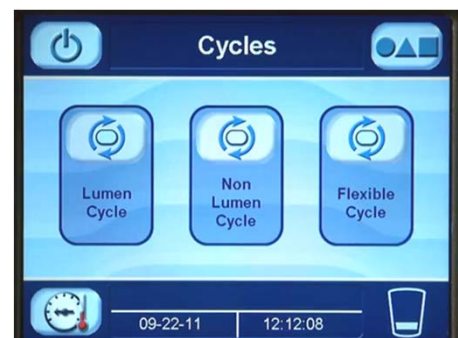 Cycles
Lumen
Cycle
Non
Lumen
Cycle
Flexible
Cycle
09-22-11
12:12:08